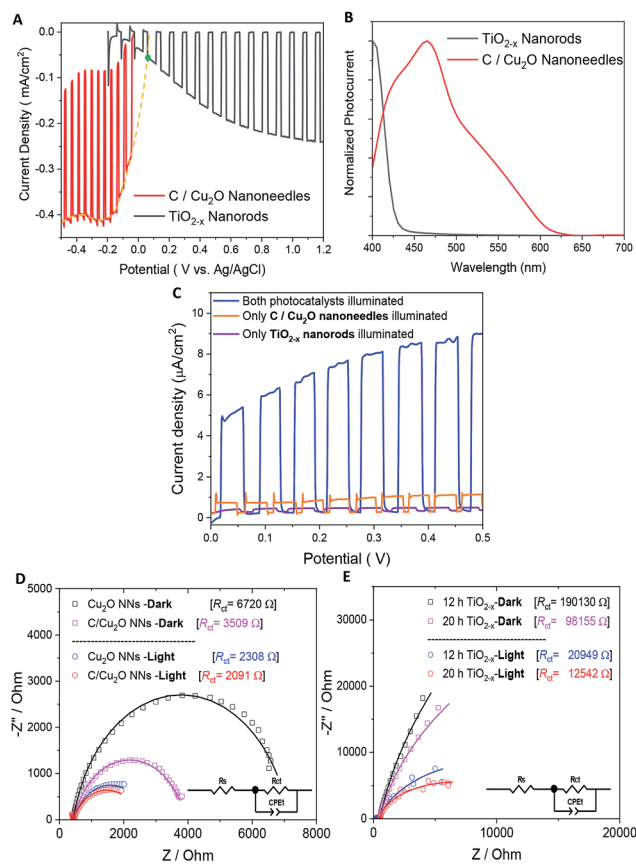 A
0.0
-0.1
-0.2
-0.3
-0.4
Current Density ( mA/cm²)
C / Cu₂O Nanoneedles
TiO₂₋ₓ Nanorods
-0.4 -0.2 0.0 0.2 0.4 0.6 0.8 1.0 1.2
Potential ( V vs. Ag/AgCl)
B
Normalized Photocurrent
TiO₂₋ₓ Nanorods
C / Cu₂O Nanoneedles
400 450 500 550 600 650 700
Wavelength (nm)
C
10
8
6
4
2
0
Current density (μA/cm²)
Both photocatalysts illuminated
Only C / Cu₂O nanoneedles illuminated
Only TiO₂₋ₓ nanorods illuminated
0.0 0.1 0.2 0.3 0.4 0.5
Potential ( V)
D
5000
4000
3000
2000
1000
0
-Z'' / Ohm
Cu₂O NNs -Dark [Rct= 6720 Ω]
C/Cu₂O NNs -Dark [Rct= 3509 Ω]
Cu₂O NNs -Light [Rct= 2308 Ω]
C/Cu₂O NNs -Light [Rct= 2091 Ω]
Rs
Rct
CPE1
0 2000 4000 6000 8000
Z / Ohm
E
30000
20000
10000
0
-Z'' / Ohm
12 h TiO₂₋ₓ-Dark [Rct= 190130 Ω]
20 h TiO₂₋ₓ-Dark [Rct= 98155 Ω]
12 h TiO₂₋ₓ-Light [Rct= 20949 Ω]
20 h TiO₂₋ₓ-Light [Rct= 12542 Ω]
Rs
Rct
CPE1
0 10000 20000
Z / Ohm